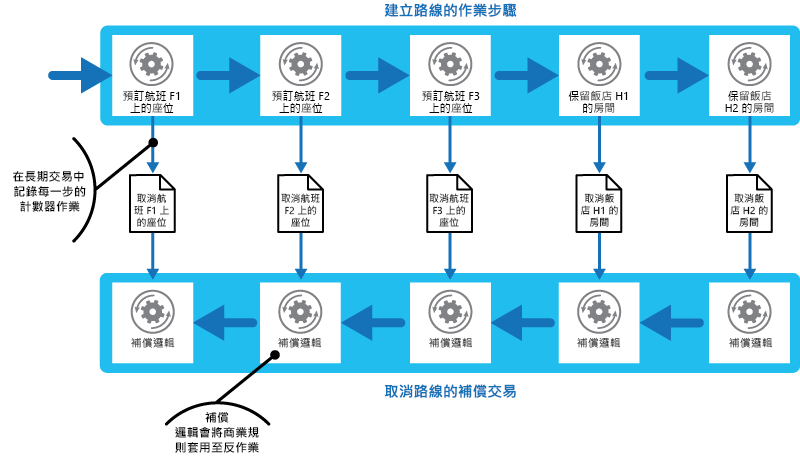 建立路線的作業步驟
預訂航班 F1
上的座位
預訂航班 F2
上的座位
預訂航班 F3
上的座位
保留飯店 H1
的房間
保留飯店
H2 的房間
在長期交易中
記錄每一步的
計數器作業
取消航
班 F1 上
的座位
取消航班
F2 上的
座位
取消航班
F3 上的
座位
取消飯
店 H1 的
房間
取消飯
店 H2 的
房間
補償邏輯
補償邏輯
補償邏輯
補償邏輯
補償邏輯
取消路線的補償交易
補償
邏輯會將商業規
則套用至反作業